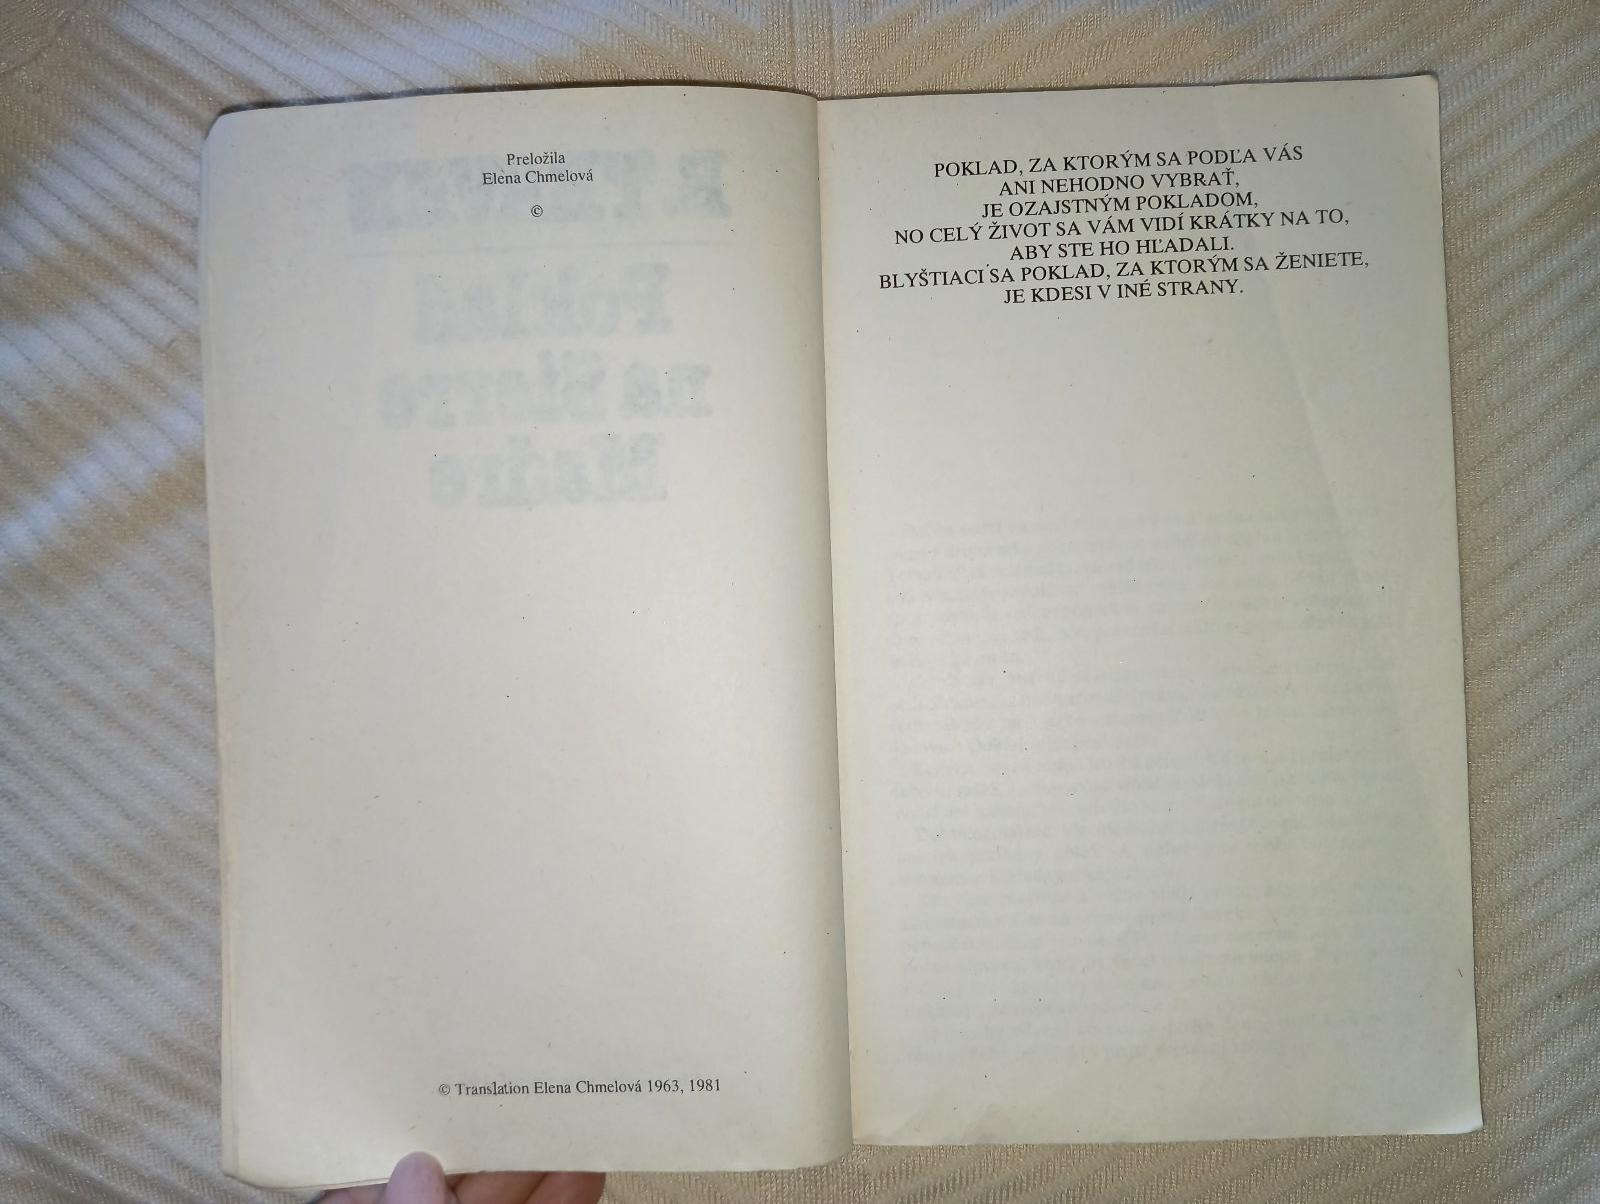 Preložila
Elena Chmelová
©
© Translation Elena Chmelová 1963, 1981
POKLAD, ZA KTORÝM SA PODĽA VÁS
ANI NEHODNO VYBRAŤ,
JE OZAJSTNÝM POKLADOM,
NO CELÝ ŽIVOT SA VÁM VIDÍ KRÁTKY NA TO,
ABY STE HO HĽADALI.
BLYŠTIACI SA POKLAD, ZA KTORÝM SA ŽENIETE,
JE KDESI V INÉ STRANY.